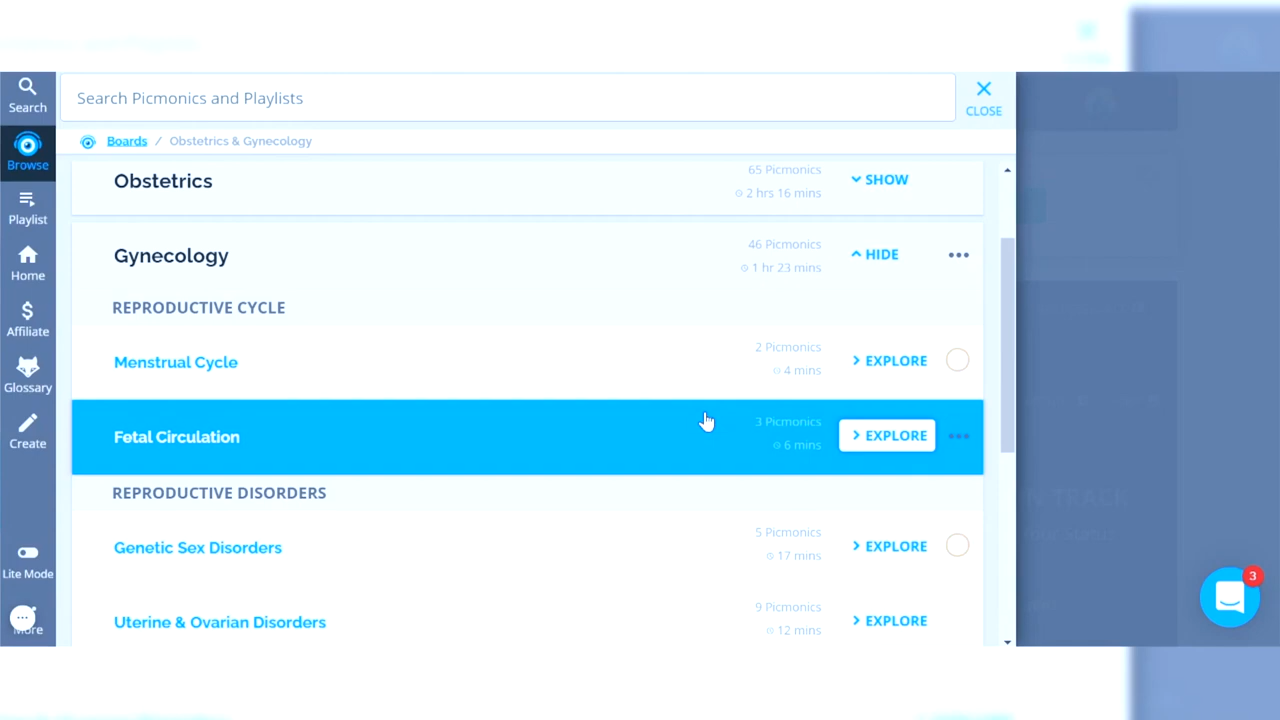 Search Picmonics and Playlists
CLOSE
Search
Browse
Playlist
Home
Affiliate
Glossary
Create
Lite Mode
More
Boards / Obstetrics & Gynecology
Obstetrics
65 Picmonics
2 hrs 16 mins
SHOW
Gynecology
46 Picmonics
1 hr 23 mins
HIDE
REPRODUCTIVE CYCLE
Menstrual Cycle
2 Picmonics
4 mins
EXPLORE
Fetal Circulation
3 Picmonics
6 mins
EXPLORE
REPRODUCTIVE DISORDERS
Genetic Sex Disorders
5 Picmonics
17 mins
EXPLORE
Uterine & Ovarian Disorders
9 Picmonics
12 mins
EXPLORE
N TRACK
3